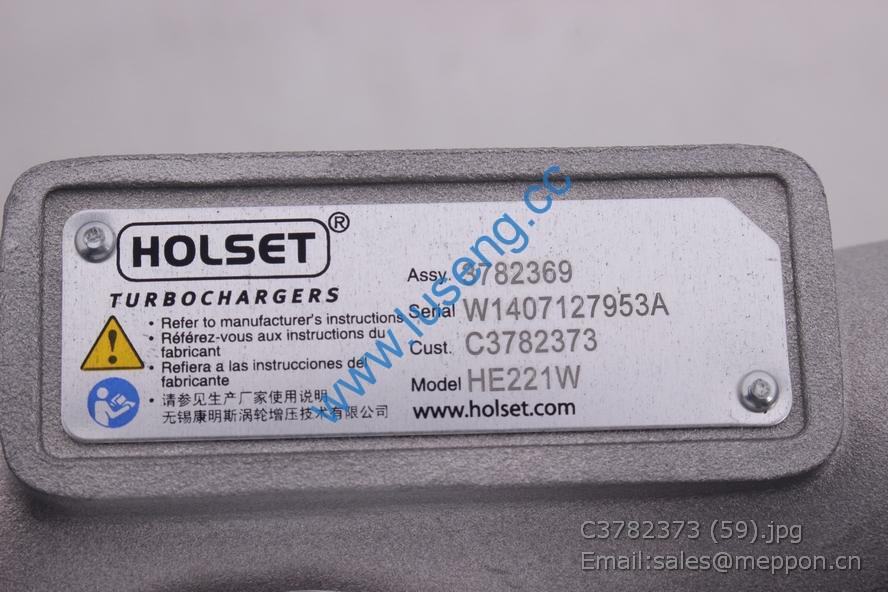 HOLSET®
TURBOCHARGERS
• Refer to manufacturer's instructions
• Référez-vous aux instructions du
fabricant
• Refiera a las instrucciones del
fabricante
• 请参见生产厂家使用说明
无锡康明斯涡轮增压技术有限公司
Assy. 3782369
Serial W1407127953A
Cust. C3782373
Model HE221W
www.holset.com
www.luseng.cc
C3782373 (59).jpg
Email:sales@meppon.cn